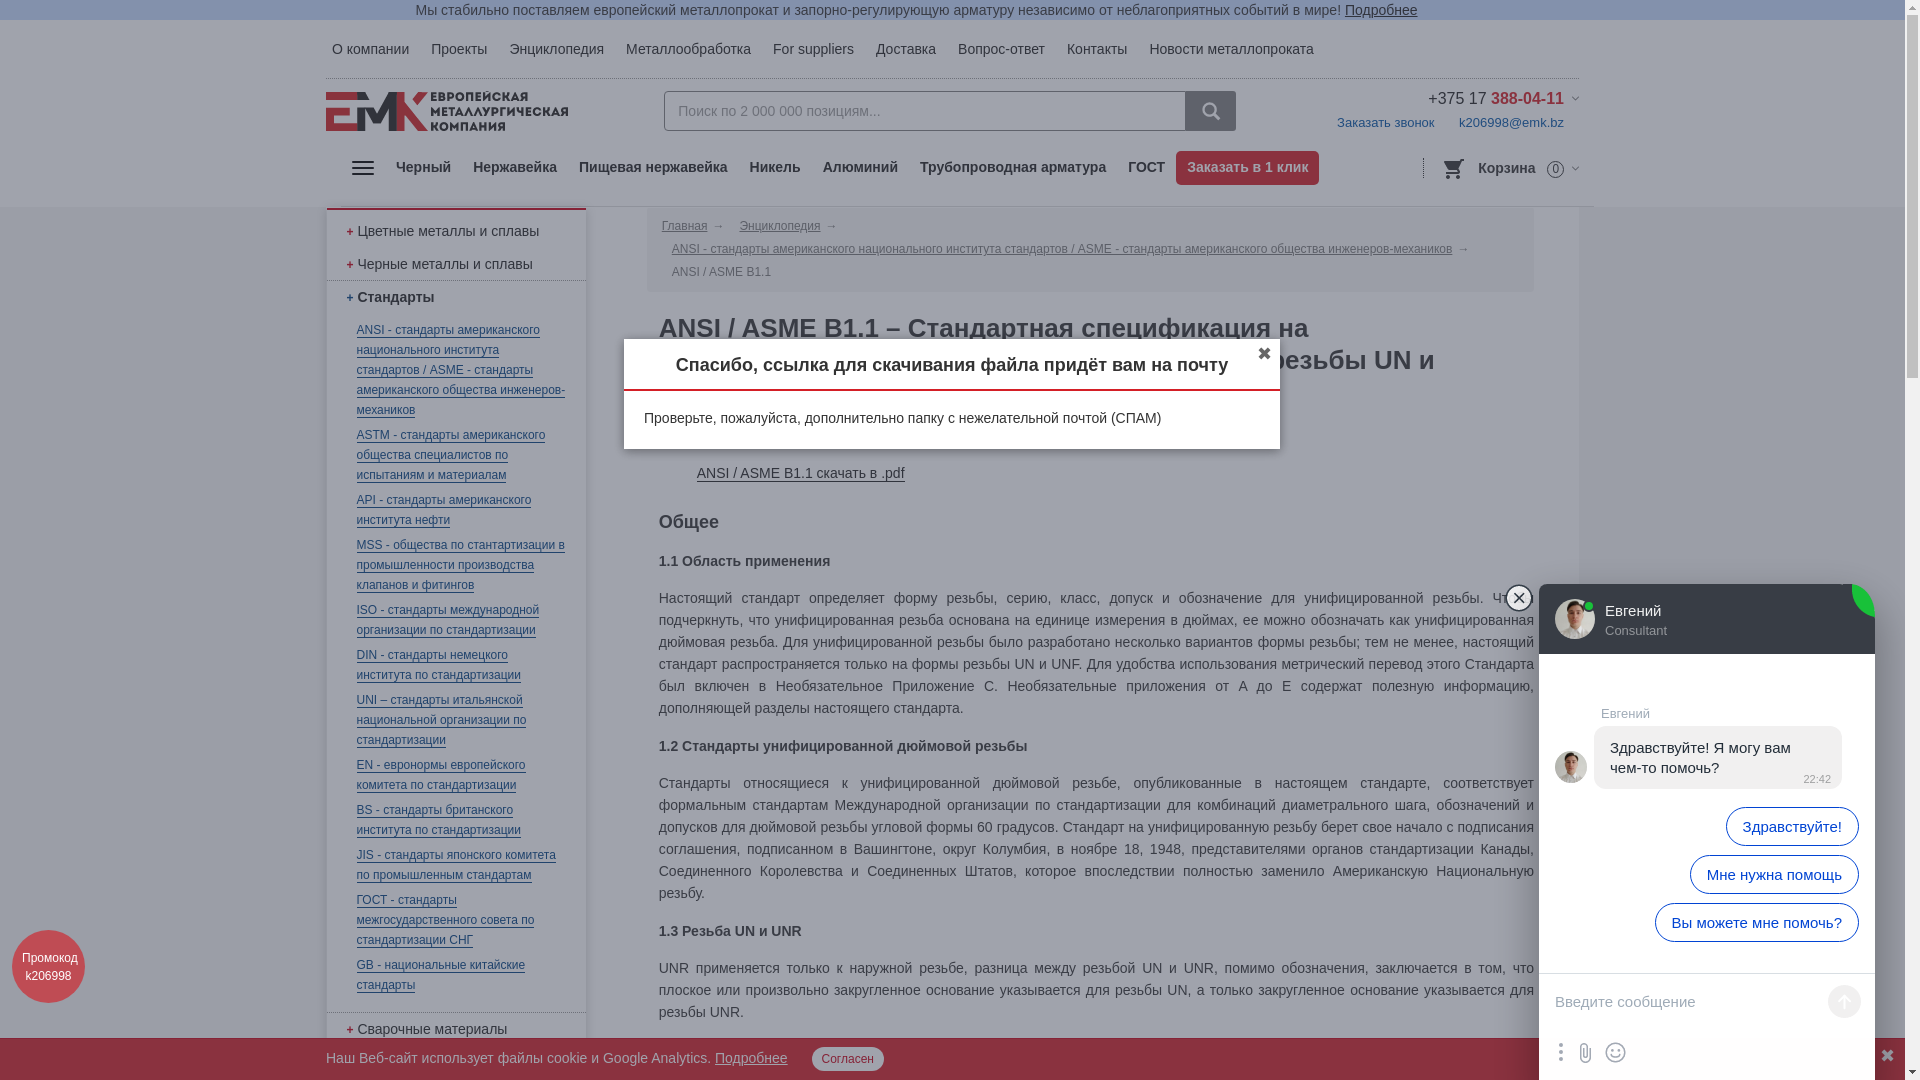 Мы стабильно поставляем европейский металлопрокат и запорно-регулирующую арматуру независимо от неблагоприятных событий в мире! Подробнее
О компании Проекты Энциклопедия Металлообработка For suppliers Доставка Вопрос-ответ Контакты Новости металлопроката
ЕМК ЕВРОПЕЙСКАЯ
МЕТАЛЛУРГИЧЕСКАЯ
КОМПАНИЯ
Поиск по 2 000 000 позициям...
+375 17 388-04-11
Заказать звонок k206998@emk.bz
Черный Нержавейка Пищевая нержавейка Никель Алюминий Трубопроводная арматура ГОСТ Заказать в 1 клик
Корзина 0
+ Цветные металлы и сплавы
+ Черные металлы и сплавы
+ Стандарты
ANSI - стандарты американского
национального института
стандартов / ASME - стандарты
американского общества инженеров-
механиков
ASTM - стандарты американского
общества специалистов по
испытаниям и материалам
API - стандарты американского
института нефти
MSS - общества по стантартизации в
промышленности производства
клапанов и фитингов
ISO - стандарты международной
организации по стандартизации
DIN - стандарты немецкого
института по стандартизации
UNI – стандарты итальянской
национальной организации по
стандартизации
EN - евронормы европейского
комитета по стандартизации
BS - стандарты британского
института по стандартизации
JIS - стандарты японского комитета
по промышленным стандартам
ГОСТ - стандарты
межгосударственного совета по
стандартизации СНГ
GB - национальные китайские
стандарты
+ Сварочные материалы
Главная → Энциклопедия →
ANSI - стандарты американского национального института стандартов / ASME - стандарты американского общества инженеров-механиков →
ANSI / ASME B1.1
ANSI / ASME B1.1 – Стандартная спецификация на
резьбы UN и
Спасибо, ссылка для скачивания файла придёт вам на почту
✖
Проверьте, пожалуйста, дополнительно папку с нежелательной почтой (СПАМ)
ANSI / ASME B1.1 скачать в .pdf
Общее
1.1 Область применения
Настоящий стандарт определяет форму резьбы, серию, класс, допуск и обозначение для унифицированной резьбы.
подчеркнуть, что унифицированная резьба основана на единице измерения в дюймах, ее можно обозначать как унифицированная
дюймовая резьба. Для унифицированной резьбы было разработано несколько вариантов формы резьбы; тем не менее, настоящий
стандарт распространяется только на формы резьбы UN и UNF. Для удобства использования метрический перевод этого Стандарта
был включен в Необязательное Приложение С. Необязательные приложения от А до Е содержат полезную информацию,
дополняющей разделы настоящего стандарта.
1.2 Стандарты унифицированной дюймовой резьбы
Стандарты относящиеся к унифицированной дюймовой резьбе, опубликованные в настоящем стандарте, соответствует
формальным стандартам Международной организации по стандартизации для комбинаций диаметрального шага, обозначений и
допусков для дюймовой резьбы угловой формы 60 градусов. Стандарт на унифицированную резьбу берет свое начало с подписания
соглашения, подписанном в Вашингтоне, округ Колумбия, в ноябре 18, 1948, представителями органов стандартизации Канады,
Соединенного Королевства и Соединенных Штатов, которое впоследствии полностью заменило Американскую Национальную
резьбу.
1.3 Резьба UN и UNR
UNR применяется только к наружной резьбе, разница между резьбой UN и UNR, помимо обозначения, заключается в том, что
плоское или произвольно закругленное основание указывается для резьбы UN, а только закругленное основание указывается для
резьбы UNR.
Евгений
Consultant
Евгений
Здравствуйте! Я могу вам
чем-то помочь?
22:42
Здравствуйте!
Мне нужна помощь
Вы можете мне помочь?
Введите сообщение
Промокод
k206998
Наш Веб-сайт использует файлы cookie и Google Analytics. Подробнее Согласен
✖